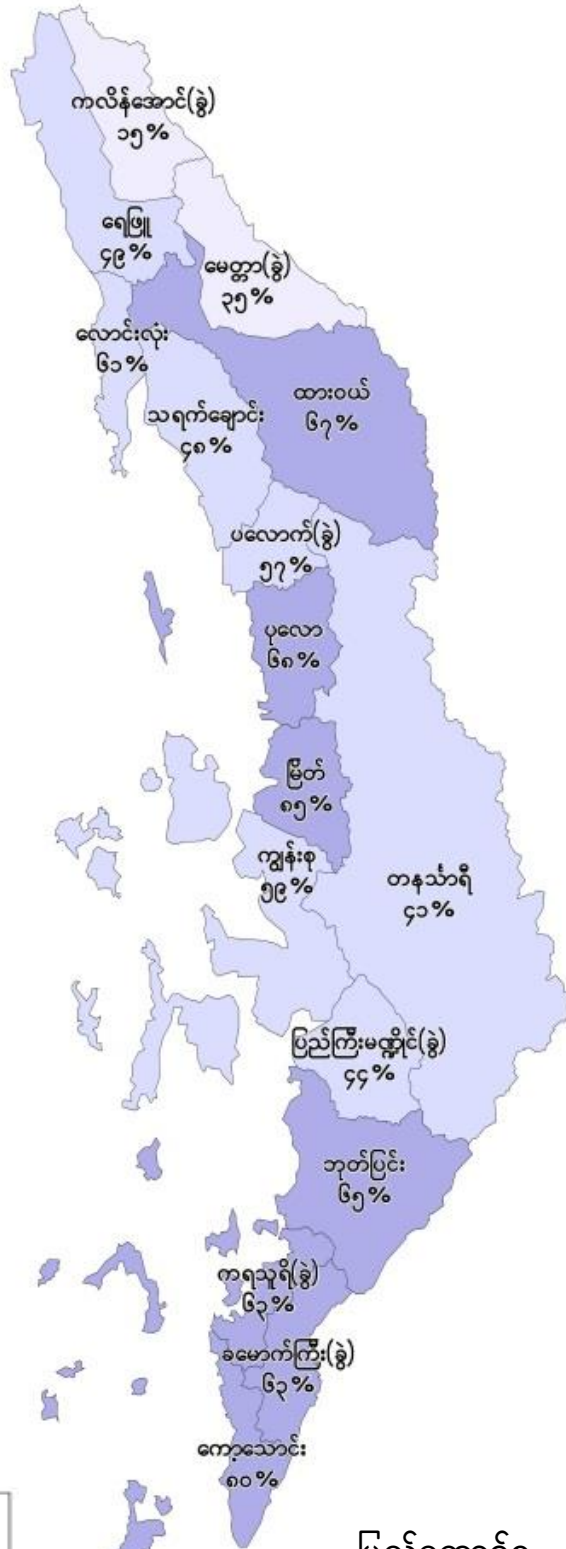 ကလိန်အောင်(ခွဲ)
၁၅%
ရေဖြူ
၄၉%
မေတ္တာ(ခွဲ)
၃၅%
လောင်းလုံး
၆၁%
ထားဝယ်
၆၇%
သရက်ချောင်း
၄၈%
ပလောက်(ခွဲ)
၅၇%
ပုလော
၆၈%
မြိတ်
၈၅%
ကျွန်းစု
၅၉%
တနင်္သာရီ
၄၁%
ပြည်ကြီးမဏ္ဍိုင်(ခွဲ)
၄၄%
ဘုတ်ပြင်း
၆၅%
ကရသူရိ(ခွဲ)
၆၃%
ခမောက်ကြီး(ခွဲ)
၆၃%
ကော့သောင်း
၈၀%